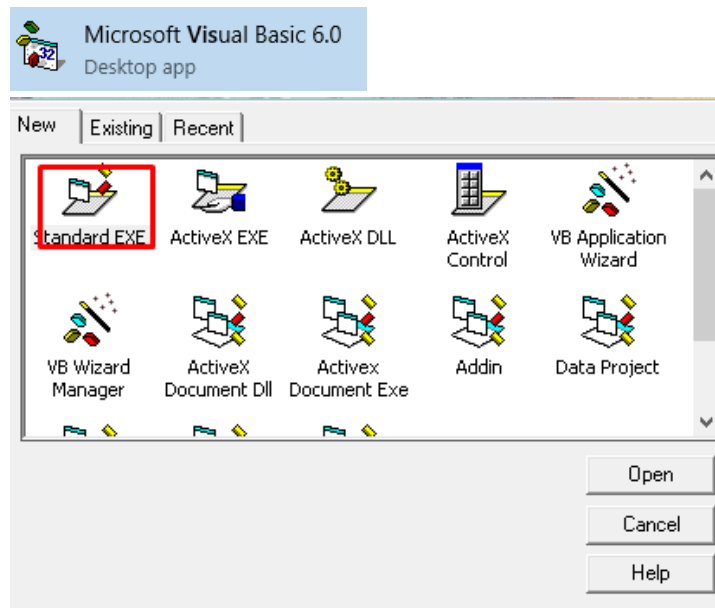 Microsoft Visual Basic 6.0
Desktop app
32
New Existing Recent
Standard EXE ActiveX EXE ActiveX DLL ActiveX Control VB Application Wizard
VB Wizard Manager ActiveX Document Dll Activex Document Exe Addin Data Project
Open
Cancel
Help